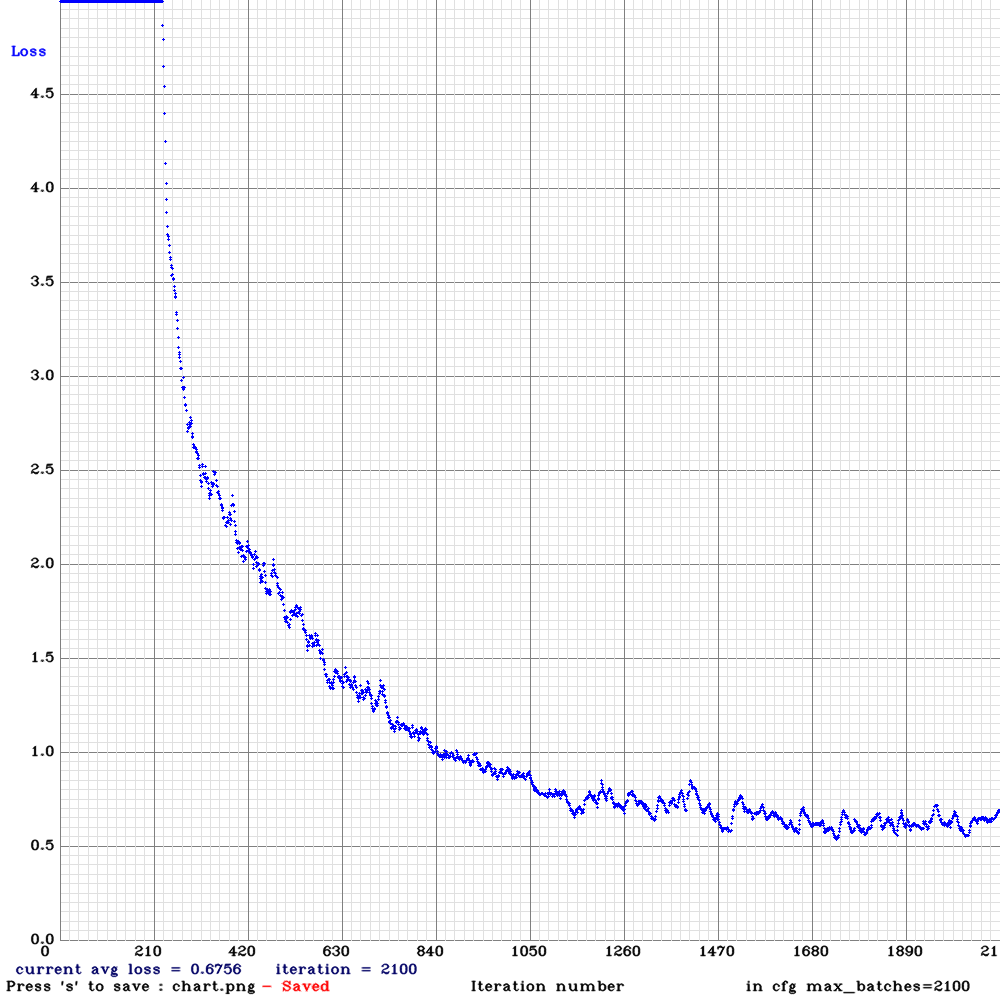 Loss
4.5
4.0
3.5
3.0
2.5
2.0
1.5
1.0
0.5
0.0
0 210 420 630 840 1050 1260 1470 1680 1890 21
current avg loss = 0.6756 iteration = 2100
Press 's' to save : chart.png - Saved Iteration number in cfg max_batches=2100